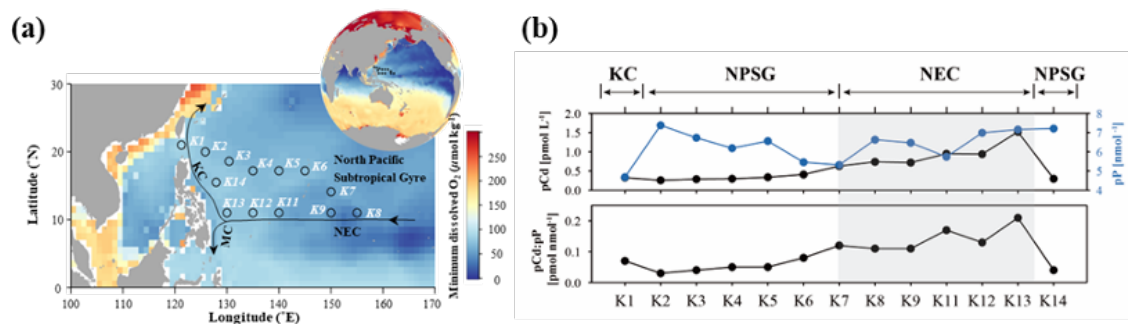 (a)
30
20
10
0
Latitude (°N)
100 110 120 130 140 150 160 170
Longitude (°E)
K1
K2
K3
K4
K5
K6
North Pacific
Subtropical Gyre
K14
K7
K13
K12
K11
K9
K8
KC
MC
NEC
300
250
200
150
100
50
0
Minimum dissolved O₂ (μmol kg⁻¹)
(b)
KC NPSG NEC NPSG
pCd [pmol L⁻¹]
2.0
1.5
1.0
0.5
0.0
8
7
6
5
4
pP [nmol⁻¹]
pCd:pP
[pmol nmol⁻¹]
0.2
0.1
0.0
K1 K2 K3 K4 K5 K6 K7 K8 K9 K11 K12 K13 K14